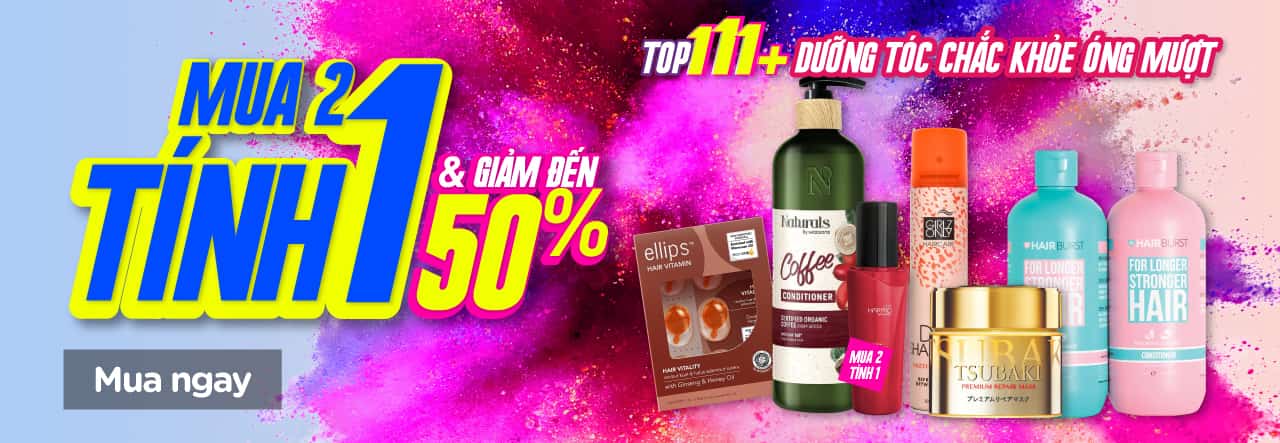 MUA 2
TÍNH 1
& GIẢM ĐẾN
50%
Mua ngay
TOP 111+ DƯỠNG TÓC CHẮC KHỎE ÓNG MƯỢT
ellips™
HAIR VITAMIN
HAIR VITALITY
with Ginseng & Honey Oil
N
Naturals
by watsons
Coffee
CONDITIONER
CERTIFIED ORGANIC
COFFEE
MUA 2
TÍNH 1
GIRLZ
ONLY
HAIRCARE
TSUBAKI
PREMIUM REPAIR MASK
プレミアムリペアマスク
HAIRBURST
FOR LONGER
STRONGER
HAIR
HAIRBURST
FOR LONGER
STRONGER
HAIR
CONDITIONER